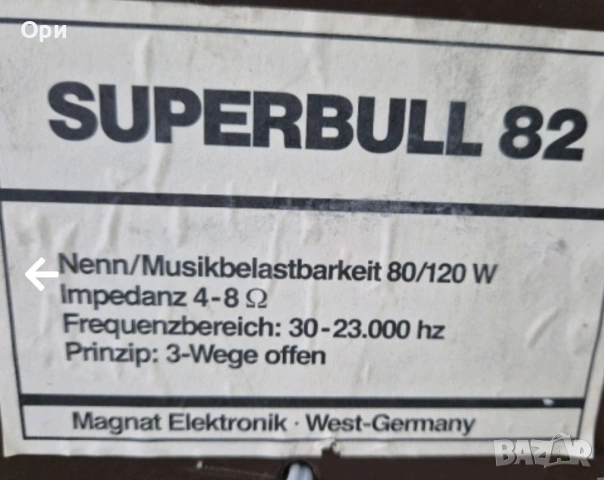 Ори
SUPERBULL 82
Nenn/Musikbelastbarkeit 80/120 W
Impedanz 4-8 Ω
Frequenzbereich: 30-23.000 hz
Prinzip: 3-Wege offen
Magnat Elektronik · West-Germany
BAZAR